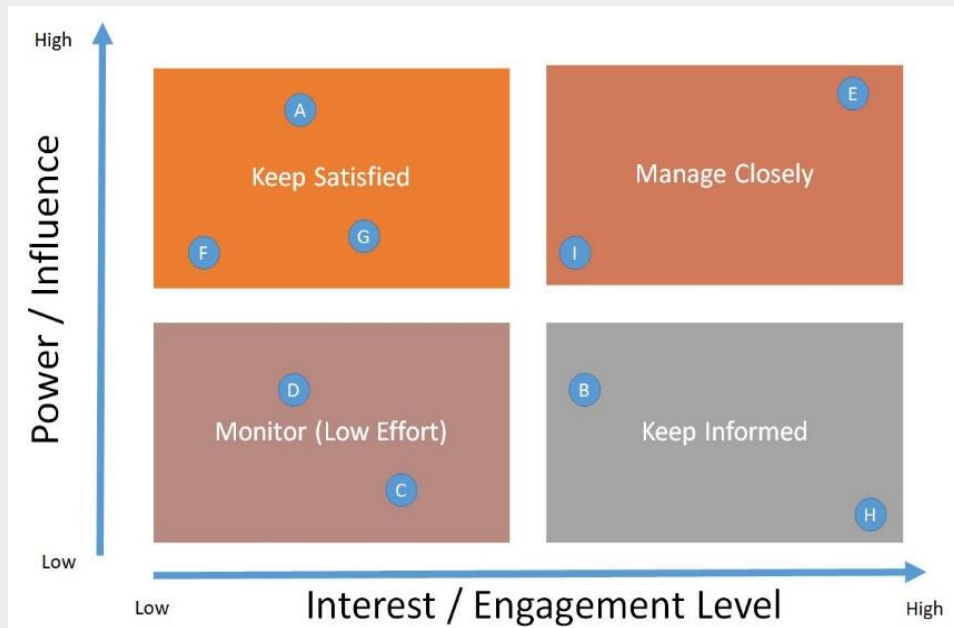 High
Power / Influence
Low
A
E
Keep Satisfied
Manage Closely
G
F
I
D
B
Monitor (Low Effort)
Keep Informed
C
H
Low
Interest / Engagement Level
High